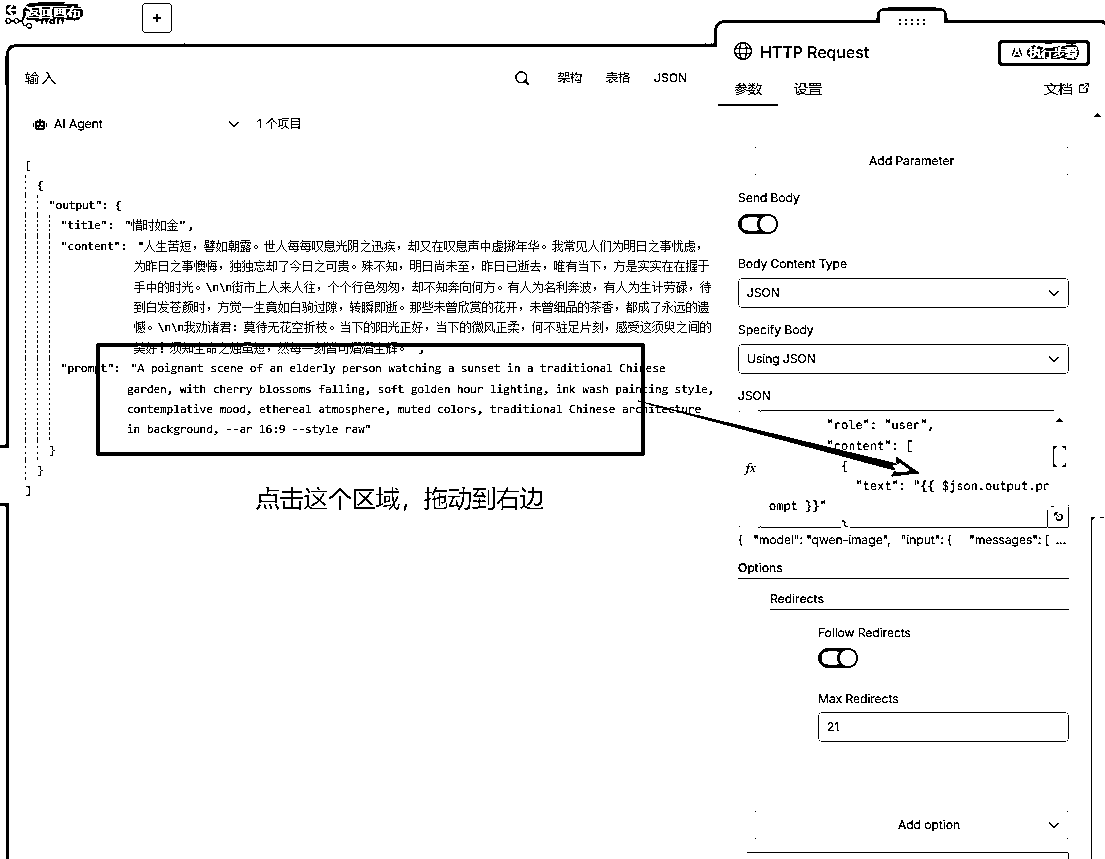 返回画布
+
输入
架构
表格
JSON
AI Agent
1 个项目
[
{
"output": {
"title": "惜时如金",
"content": "人生苦短，譬如朝露。世人每每叹息光阴之迅疾，却又在叹息声中虚掷年华。我常见人们为明日之事忧虑，
为昨日之事懊悔，独独忘却了今日之可贵。殊不知，明日尚未至，昨日已逝去，唯有当下，方是实实在在握于
手中的时光。\n\n街市上人来人往，个个行色匆匆，却不知奔向何方。有人为名利奔波，有人为生计劳碌，待
到白发苍颜时，方觉一生竟如白驹过隙，转瞬即逝。那些未曾欣赏的花开，未曾细品的茶香，都成了永远的遗
憾。\n\n我劝诸君：莫待无花空折枝。当下的阳光正好，当下的微风正柔，何不驻足片刻，感受这须臾之间的
美好！须知生命之烛虽短，然每一刻皆可熠熠生辉。",
"prompt": "A poignant scene of an elderly person watching a sunset in a traditional Chinese
garden, with cherry blossoms falling, soft golden hour lighting, ink wash painting style,
contemplative mood, ethereal atmosphere, muted colors, traditional Chinese architecture
in background, --ar 16:9 --style raw"
}
}
]
点击这个区域，拖动到右边
HTTP Request
执行步骤
参数
设置
文档
Add Parameter
Send Body
Body Content Type
JSON
Specify Body
Using JSON
JSON
"role": "user",
"content": [
{
"text": "{{ $json.output.pr
ompt }}"
}
fx
{ "model": "qwen-image", "input": { "messages": [ ...
Options
Redirects
Follow Redirects
Max Redirects
21
Add option